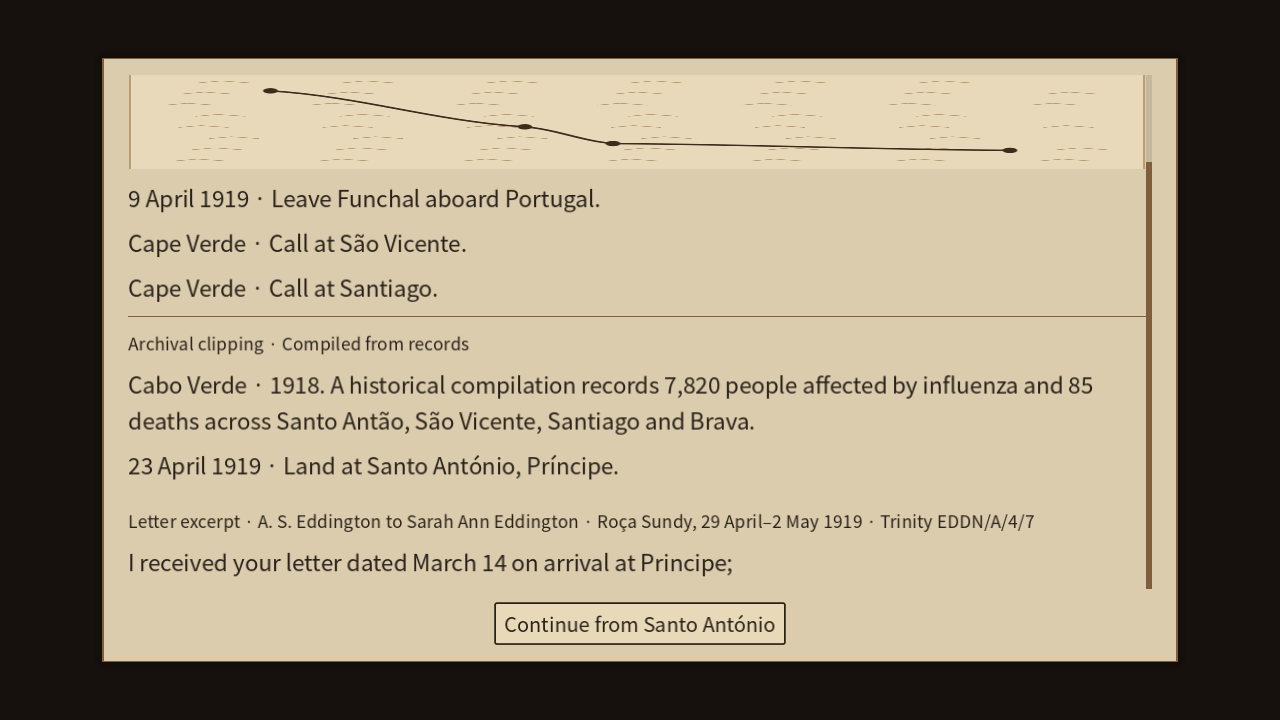 9 April 1919 · Leave Funchal aboard Portugal.
Cape Verde · Call at São Vicente.
Cape Verde · Call at Santiago.
Archival clipping · Compiled from records
Cabo Verde · 1918. A historical compilation records 7,820 people affected by influenza and 85
deaths across Santo Antão, São Vicente, Santiago and Brava.
23 April 1919 · Land at Santo António, Príncipe.
Letter excerpt · A. S. Eddington to Sarah Ann Eddington · Roça Sundy, 29 April–2 May 1919 · Trinity EDDN/A/4/7
I received your letter dated March 14 on arrival at Principe;
Continue from Santo António